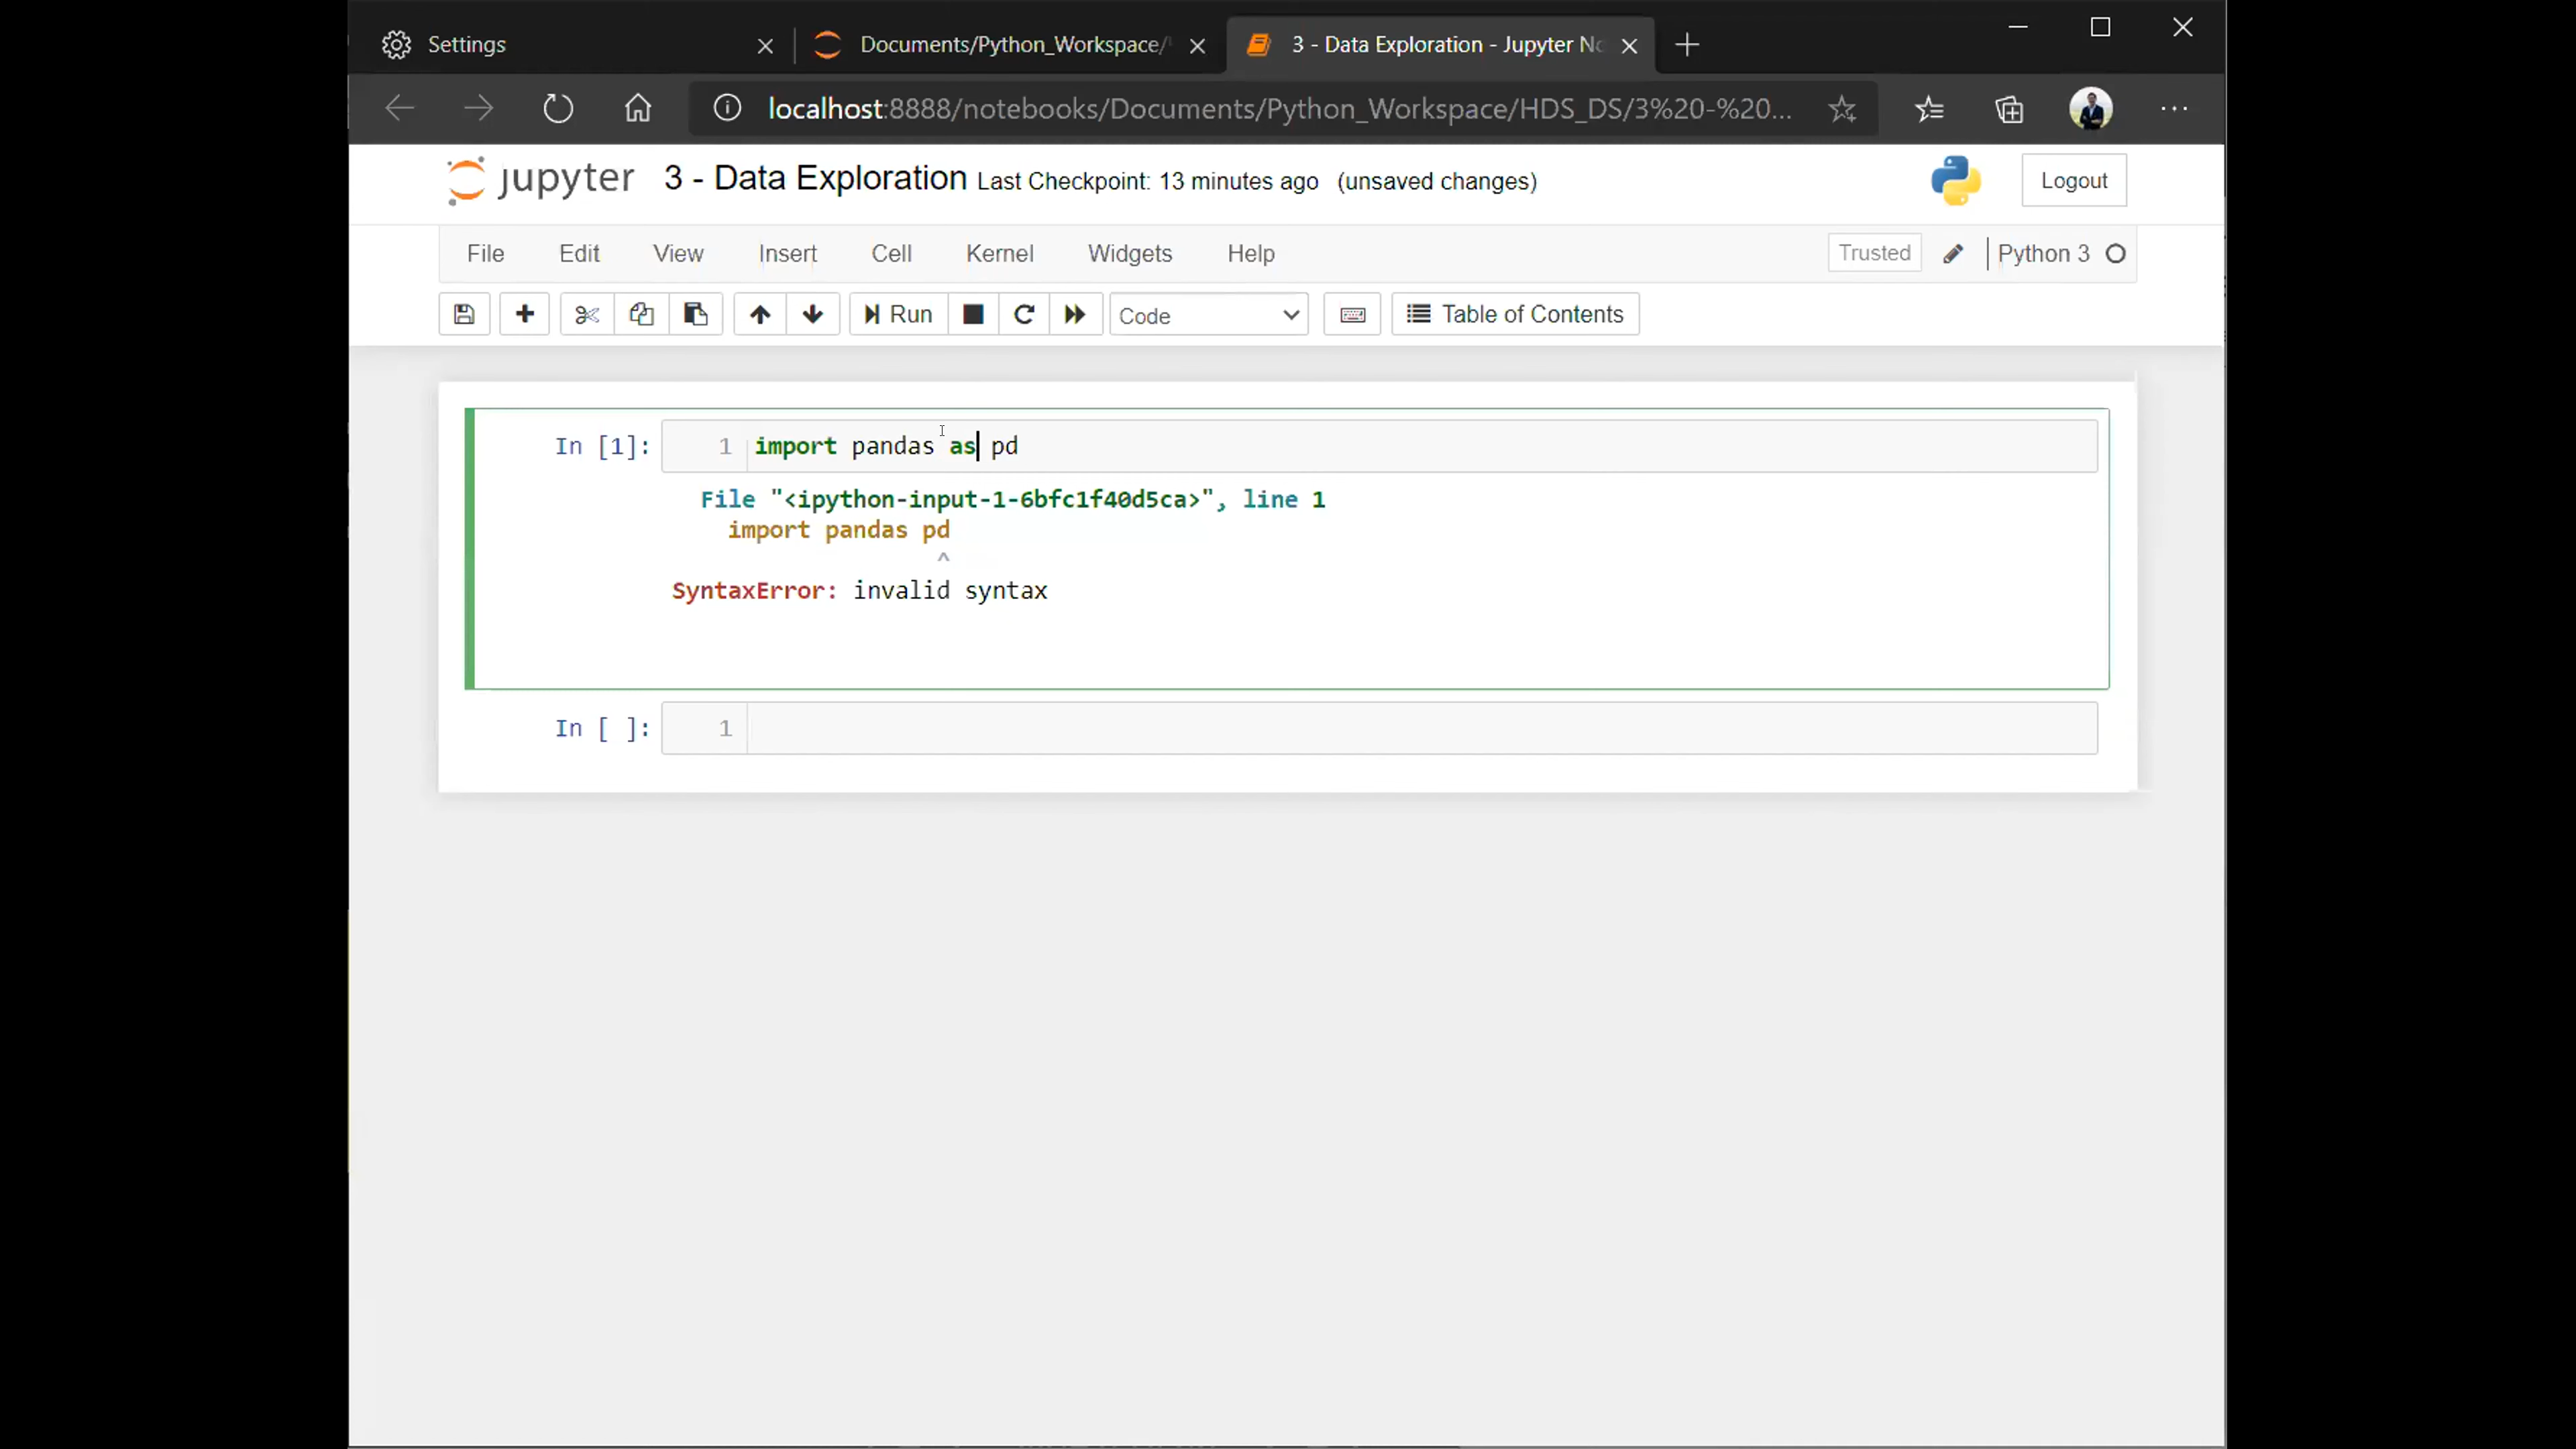 Settings
Documents/Python_Workspace/
3 - Data Exploration - Jupyter No
localhost:8888/notebooks/Documents/Python_Workspace/HDS_DS/3%20-%20...
jupyter 3 - Data Exploration Last Checkpoint: 13 minutes ago (unsaved changes)
Logout
File Edit View Insert Cell Kernel Widgets Help
Trusted Python 3
Run Code Table of Contents
In [1]: 1 import pandas as pd
File "<ipython-input-1-6bfc1f40d5ca>", line 1
import pandas pd
^
SyntaxError: invalid syntax
In [ ]: 1